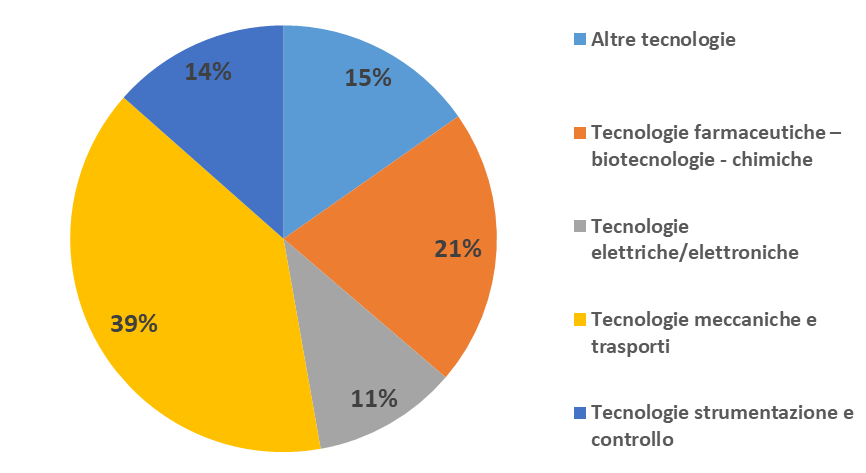 14%
15%
21%
11%
39%
Altre tecnologie
Tecnologie farmaceutiche –
biotecnologie - chimiche
Tecnologie
elettriche/elettroniche
Tecnologie meccaniche e
trasporti
Tecnologie strumentazione e
controllo